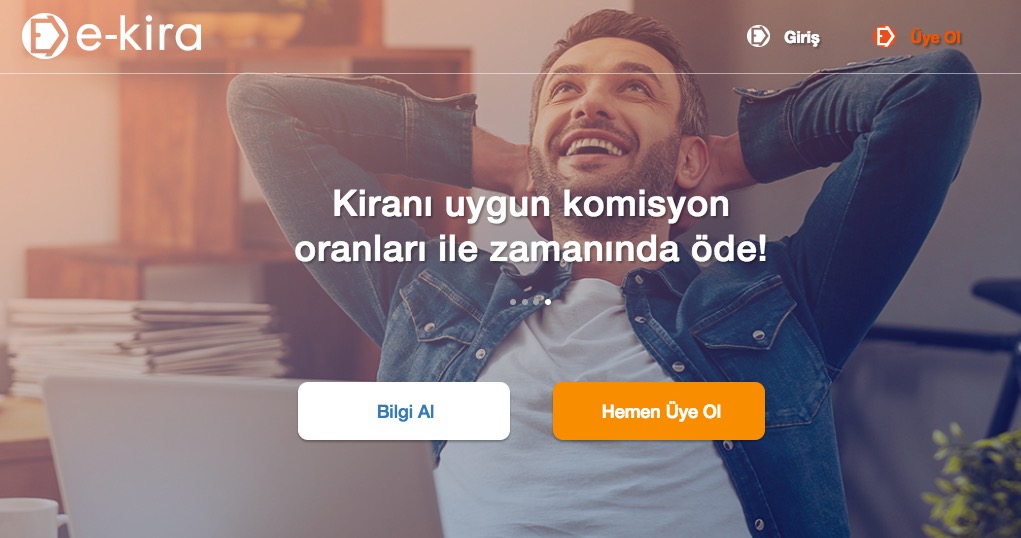 e-kira
Giriş
Üye Ol
Kiranı uygun komisyon
oranları ile zamanında öde!
Bilgi Al
Hemen Üye Ol